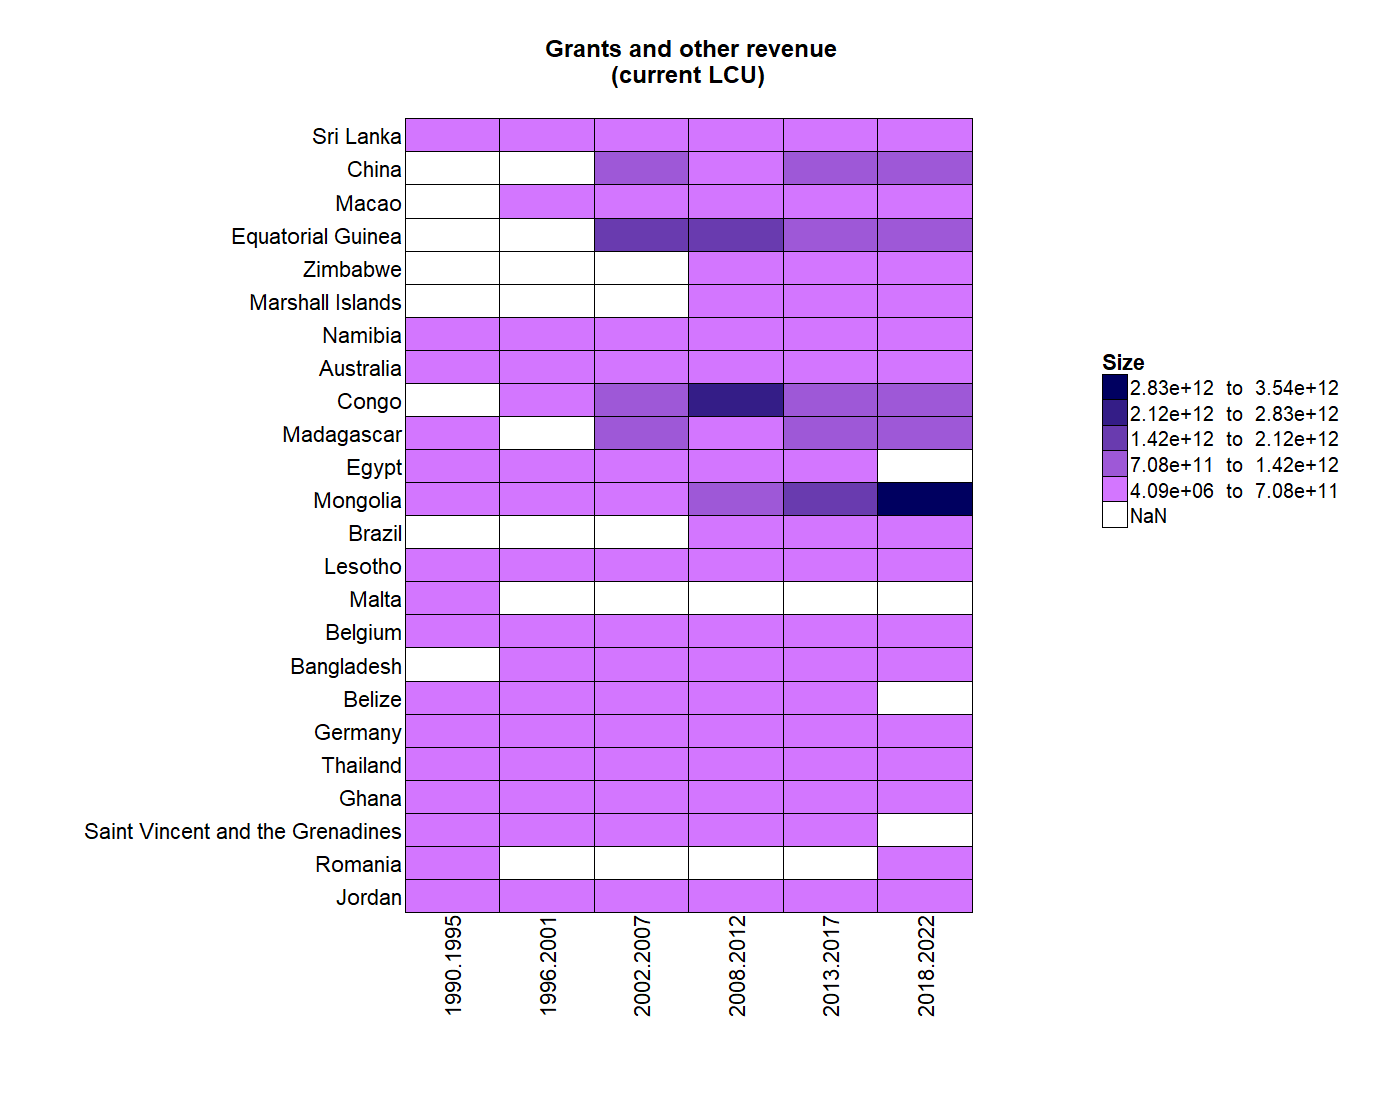 Grants and other revenue
(current LCU)
Sri Lanka
China
Macao
Equatorial Guinea
Zimbabwe
Marshall Islands
Namibia
Australia
Congo
Madagascar
Egypt
Mongolia
Brazil
Lesotho
Malta
Belgium
Bangladesh
Belize
Germany
Thailand
Ghana
Saint Vincent and the Grenadines
Romania
Jordan
1990.1995
1996.2001
2002.2007
2008.2012
2013.2017
2018.2022
Size
2.83e+12 to 3.54e+12
2.12e+12 to 2.83e+12
1.42e+12 to 2.12e+12
7.08e+11 to 1.42e+12
4.09e+06 to 7.08e+11
NaN